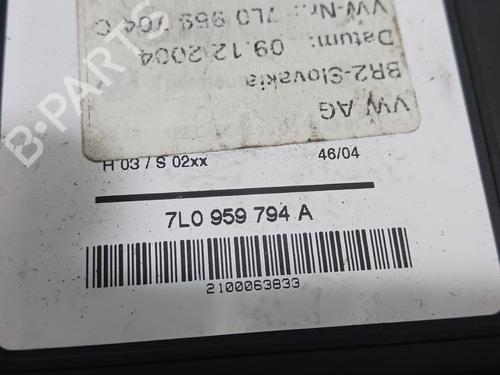 VW AG
BR2-Slovakia
Datum: 09.12.2004
VW-Nr.: 7L0 959 704 C
H 03 / S 02xx 46/04
7L0 959 794 A
2100063833
B-PARTS